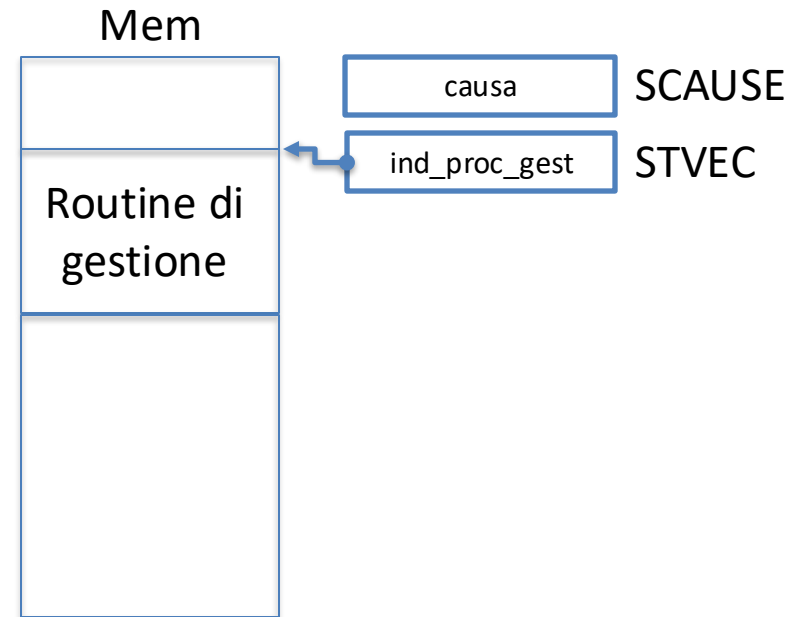 Mem
causa SCAUSE
ind_proc_gest STVEC
Routine di
gestione